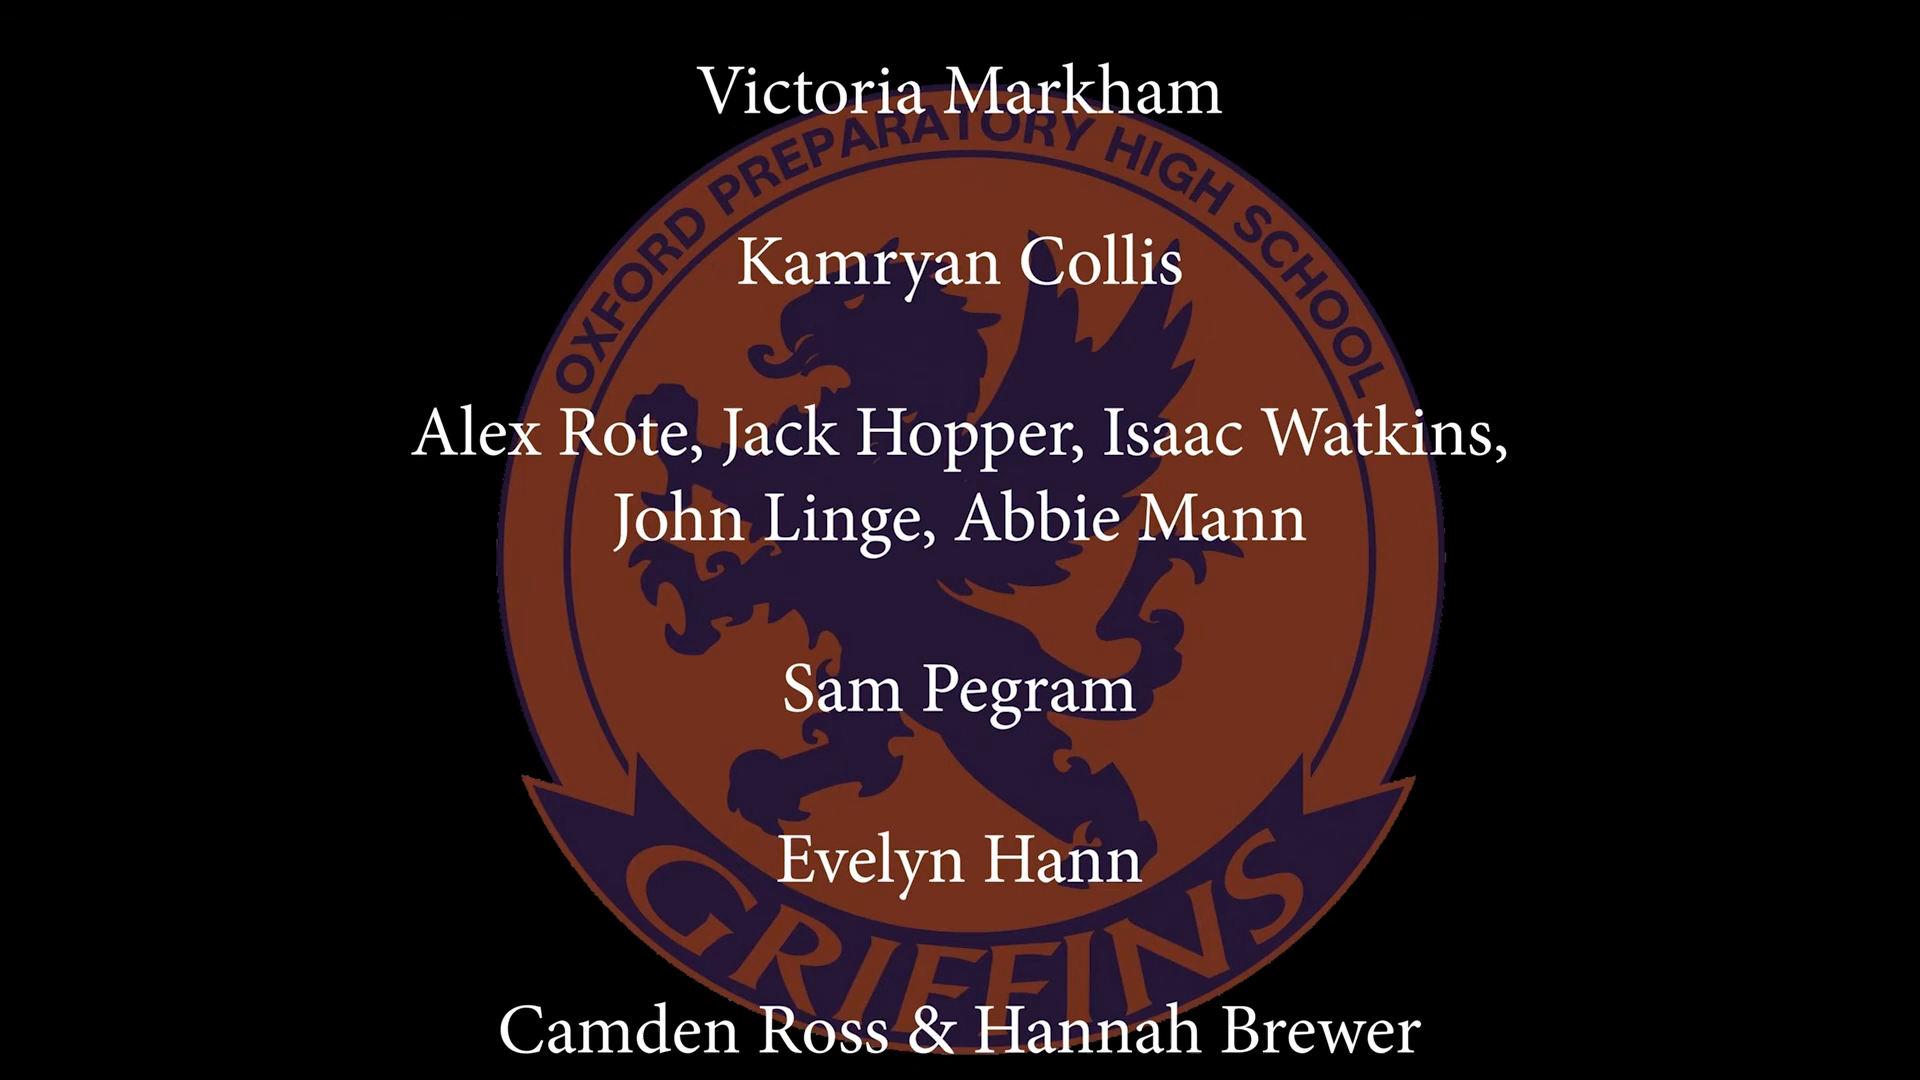 Victoria Markham
OXFORD PREPARATORY HIGH SCHOOL
Kamryan Collis
Alex Rote, Jack Hopper, Isaac Watkins,
John Linge, Abbie Mann
Sam Pegram
Evelyn Hann
GRIFFINS
Camden Ross & Hannah Brewer